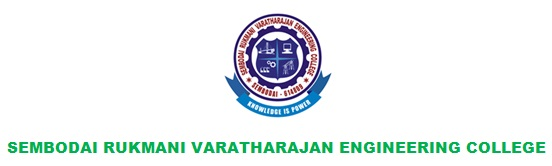 SEMBODAI RUKMANI VARATHARAJAN ENGINEERING COLLEGE
SEMBODAI - 614809
KNOWLEDGE IS POWER
SEMBODAI RUKMANI VARATHARAJAN ENGINEERING COLLEGE